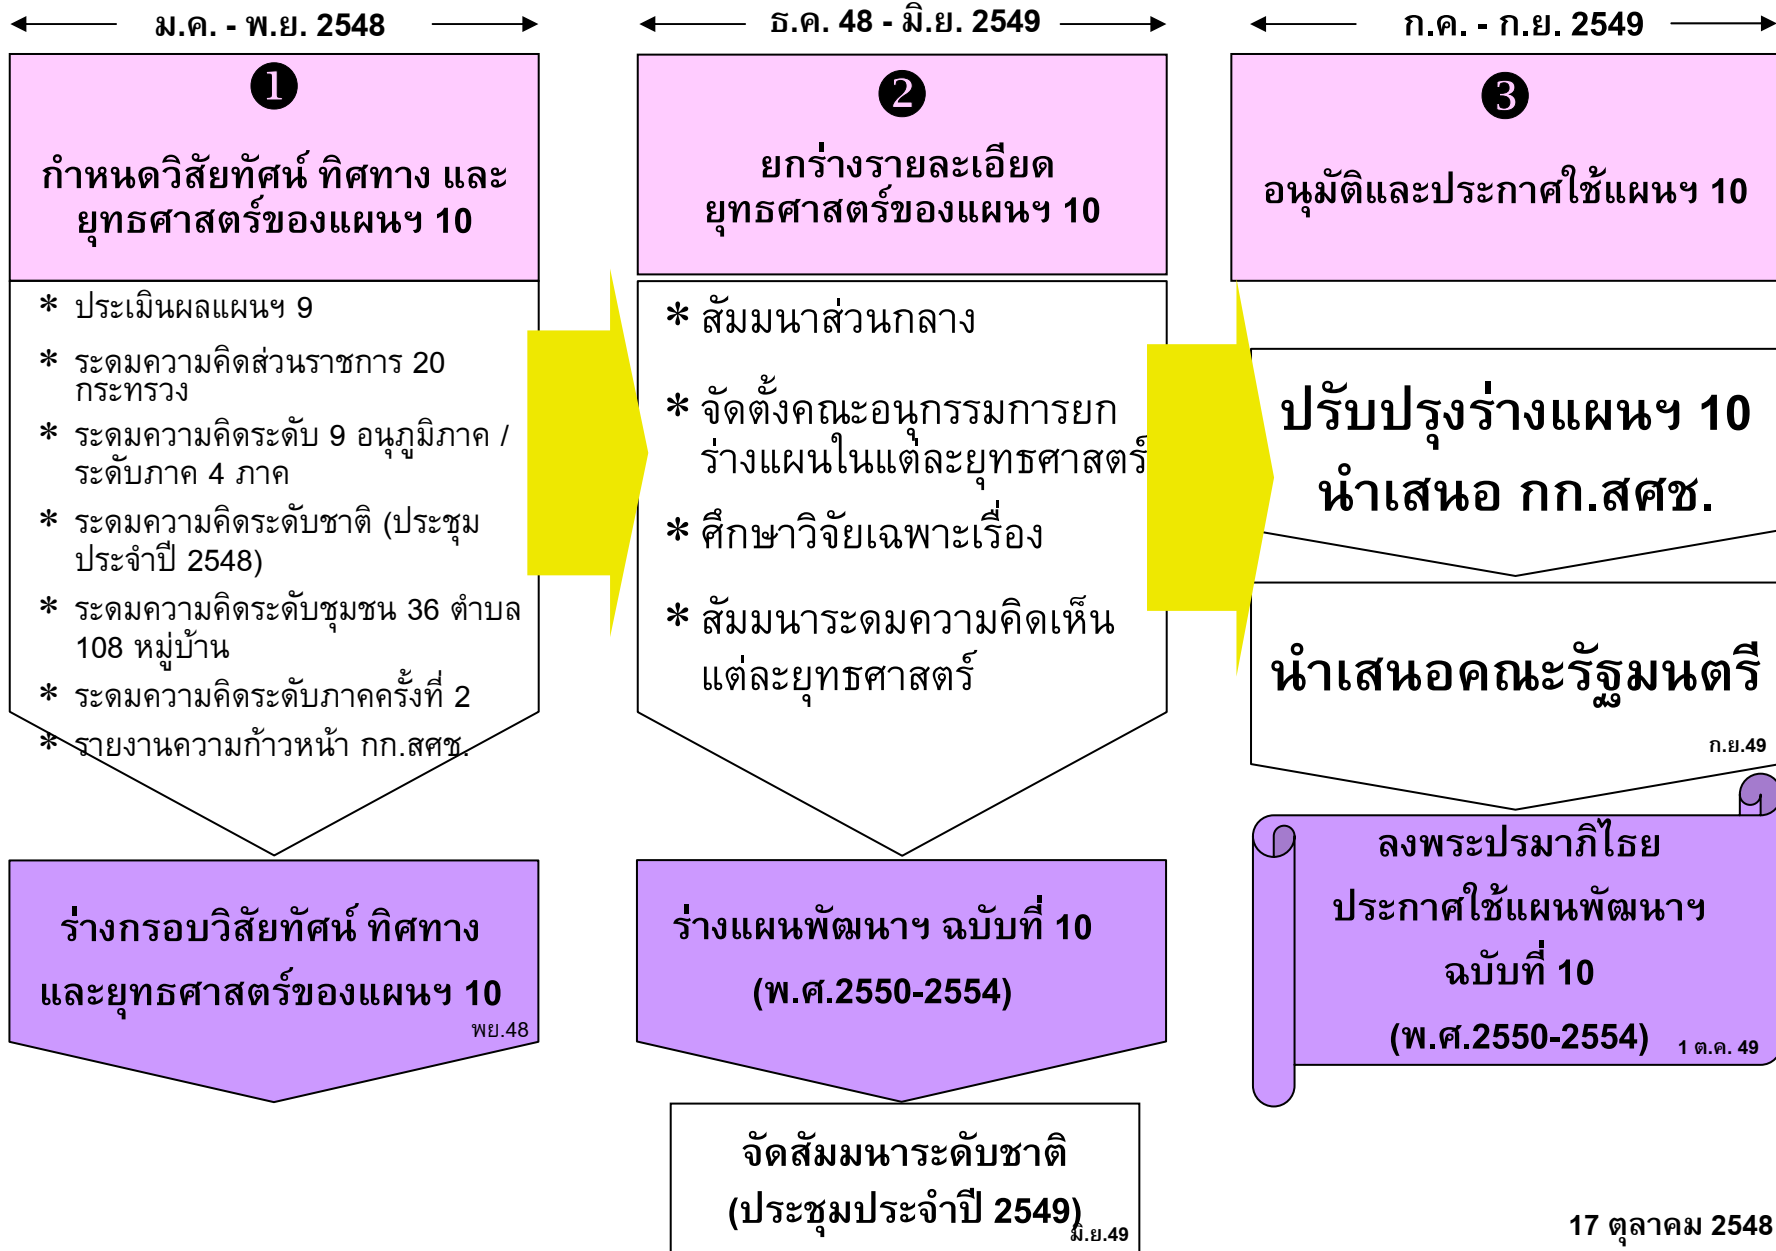 ม.ค. - พ.ย. 2548
❶
กำหนดวิสัยทัศน์ ทิศทาง และ
ยุทธศาสตร์ของแผนฯ 10
* ประเมินผลแผนฯ 9
* ระดมความคิดส่วนราชการ 20
กระทรวง
* ระดมความคิดระดับ 9 อนุภูมิภาค /
ระดับภาค 4 ภาค
* ระดมความคิดระดับชาติ (ประชุม
ประจำปี 2548)
* ระดมความคิดระดับชุมชน 36 ตำบล
108 หมู่บ้าน
* ระดมความคิดระดับภาคครั้งที่ 2
* รายงานความก้าวหน้า กก.สศช.
ร่างกรอบวิสัยทัศน์ ทิศทาง
และยุทธศาสตร์ของแผนฯ 10
พย.48
ธ.ค. 48 - มิ.ย. 2549
❷
ยกร่างรายละเอียด
ยุทธศาสตร์ของแผนฯ 10
* สัมมนาส่วนกลาง
* จัดตั้งคณะอนุกรรมการยก
ร่างแผนในแต่ละยุทธศาสตร์
* ศึกษาวิจัยเฉพาะเรื่อง
* สัมมนาระดมความคิดเห็น
แต่ละยุทธศาสตร์
ร่างแผนพัฒนาฯ ฉบับที่ 10
(พ.ศ.2550-2554)
จัดสัมมนาระดับชาติ
(ประชุมประจำปี 2549)
มิ.ย.49
ก.ค. - ก.ย. 2549
❸
อนุมัติและประกาศใช้แผนฯ 10
ปรับปรุงร่างแผนฯ 10
นำเสนอ กก.สศช.
นำเสนอคณะรัฐมนตรี
ก.ย.49
ลงพระปรมาภิไธย
ประกาศใช้แผนพัฒนาฯ
ฉบับที่ 10
(พ.ศ.2550-2554)
1 ต.ค. 49
17 ตุลาคม 2548